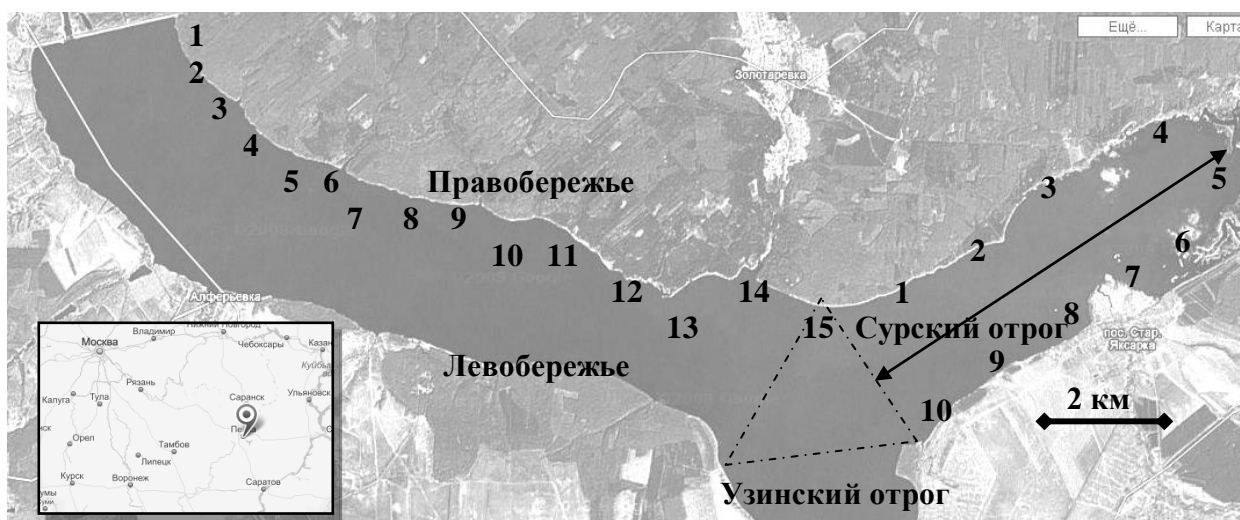 Ещё...
Карта
1
2
3
4
5
6
7
8
9
10
11
12
13
14
15
Правобережье
Золотаревка
Алферьевка
Левобережье
1
2
3
4
5
6
7
8
9
10
Сурский отрог
пос. Стар.
Яксарка
2 км
Узинский отрог
Москва
Владимир
Нижний Новгород
Чебоксары
Казан
Рязань
Калуга
Тула
Саранск
Ульяновск
Орел
Тамбов
Липецк
Курск
Воронеж
Саратов